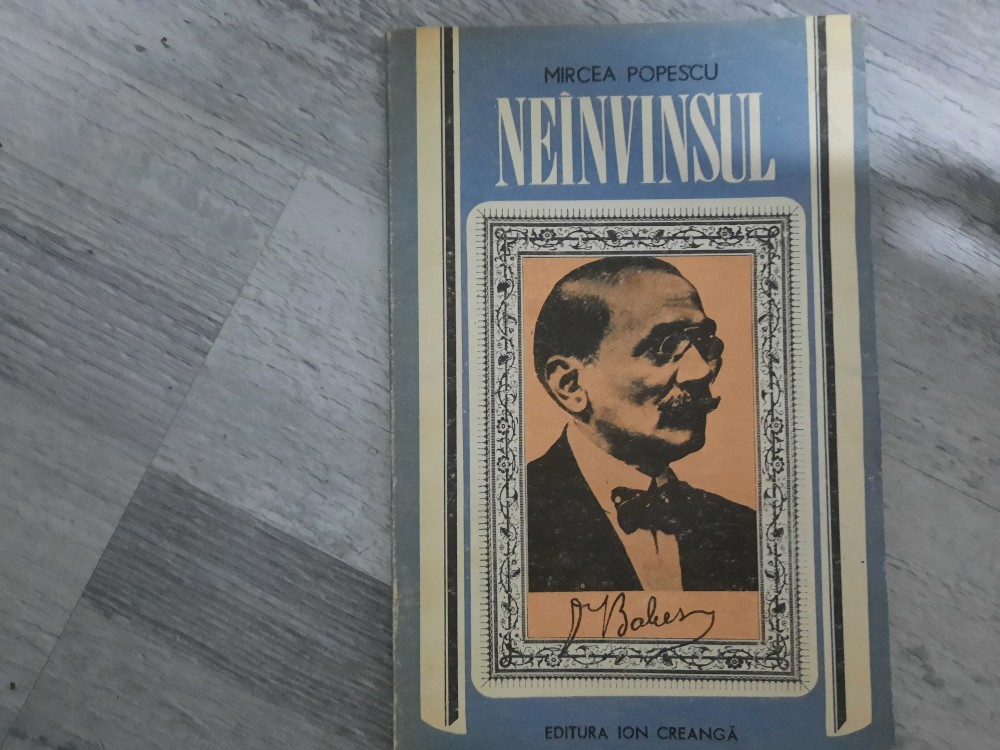 MIRCEA POPESCU
NEÎNVINSUL
V Babeș
EDITURA ION CREANGĂ